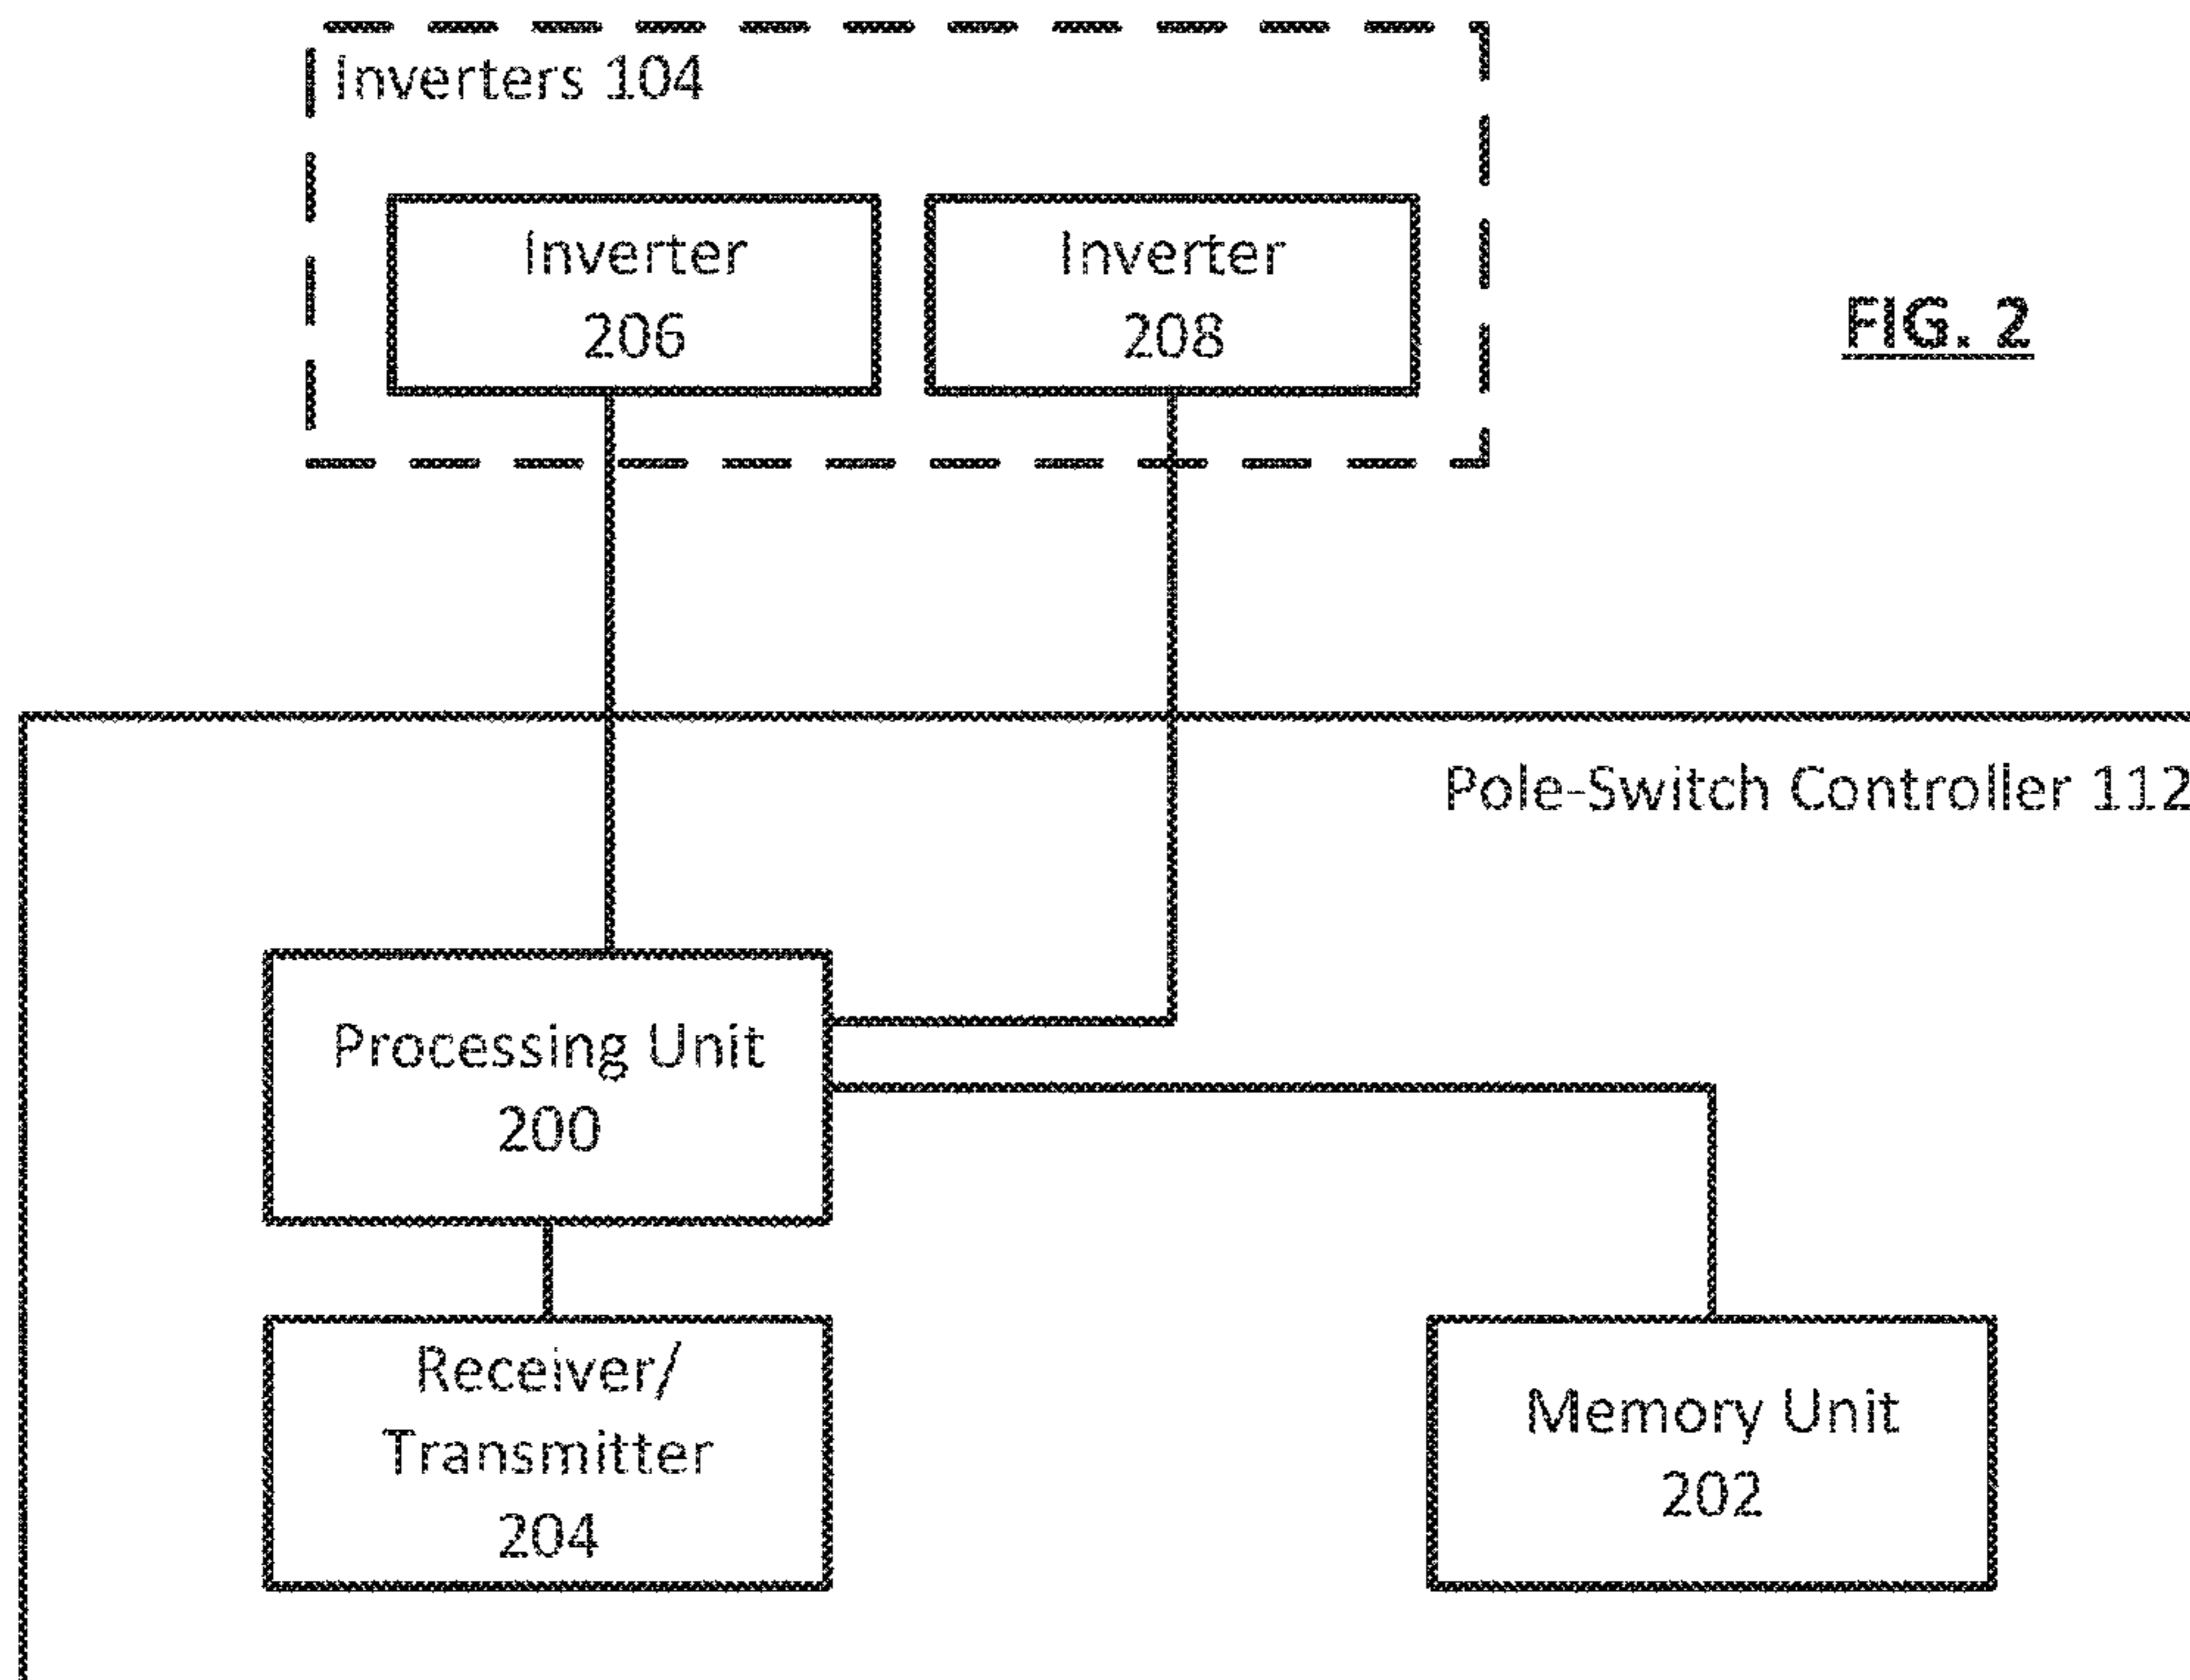 Inverters 104
Inverter
206
Inverter
208
FIG. 2
Pole-Switch Controller 112
Processing Unit
200
Receiver/
Transmitter
204
Memory Unit
202